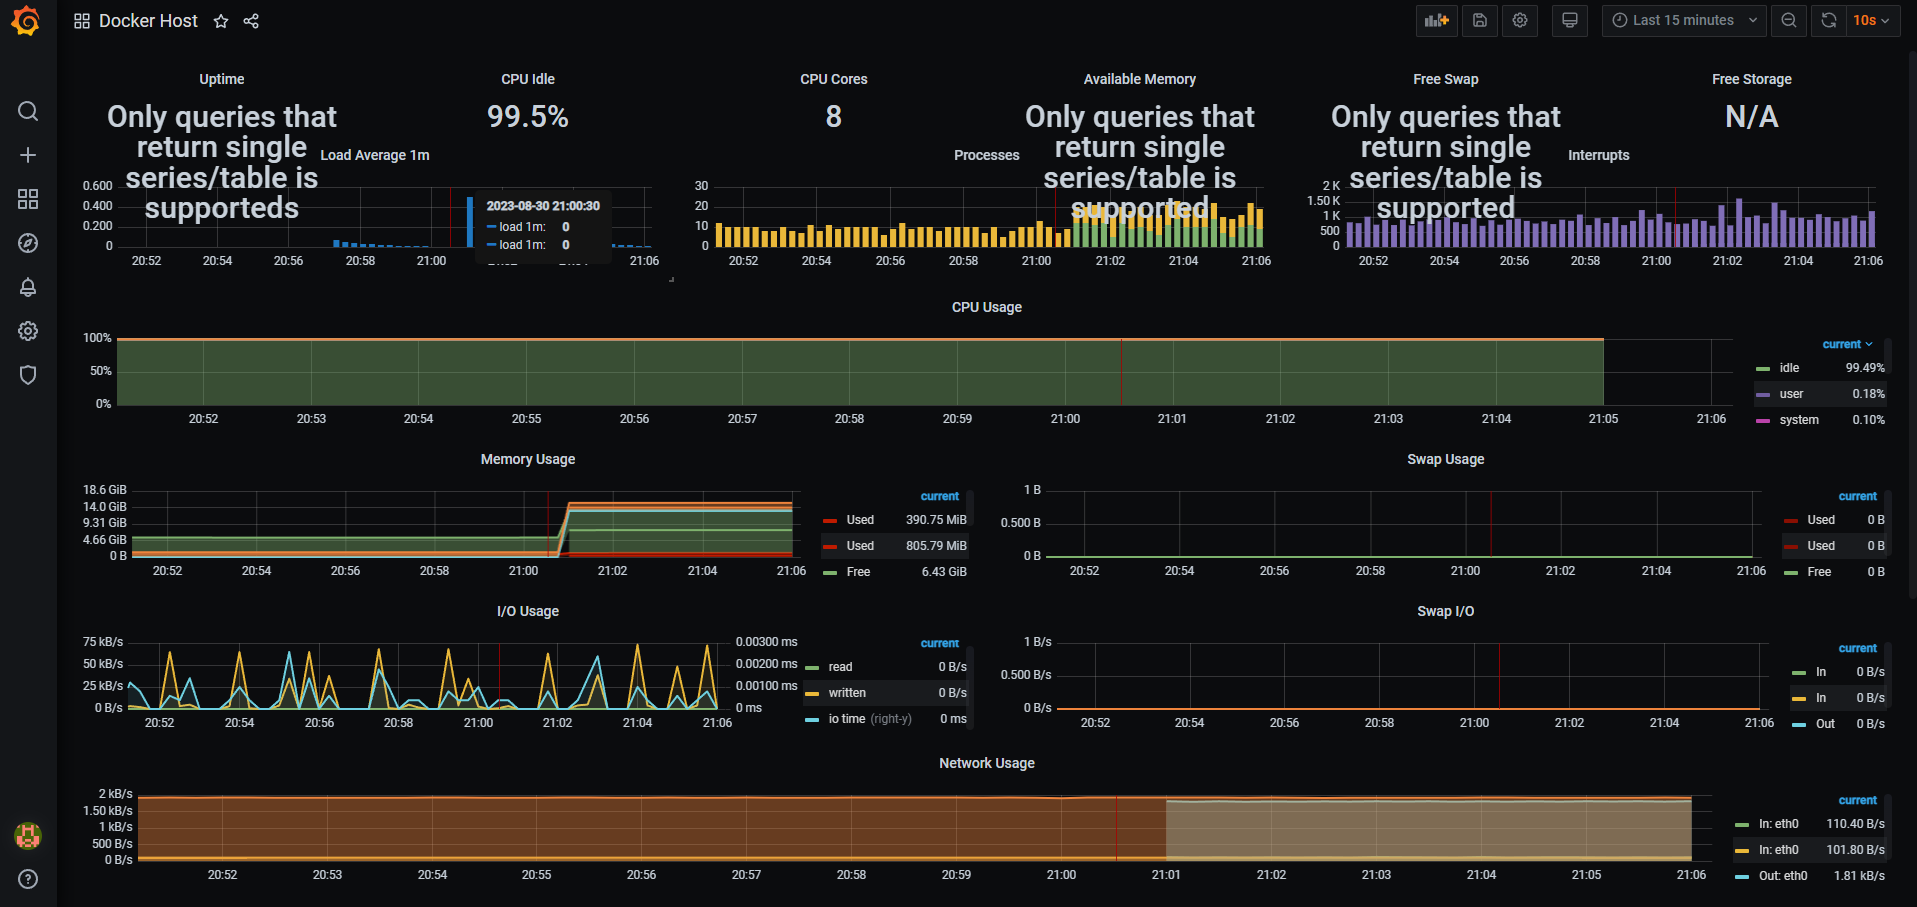 Docker Host
Last 15 minutes
10s
Uptime
Only queries that
return single
series/table is
supporteds
CPU Idle
99.5%
CPU Cores
8
Available Memory
Only queries that
return single
series/table is
supported
Free Swap
Only queries that
return single
series/table is
supported
Free Storage
N/A
Load Average 1m
0.600
0.400
0.200
0
20:52 20:54 20:56 20:58 21:00 21:06
2023-08-30 21:00:30
load 1m: 0
load 1m: 0
Processes
30
20
10
0
20:52 20:54 20:56 20:58 21:00 21:02 21:04 21:06
Interrupts
2 K
1.50 K
1 K
500
0
20:52 20:54 20:56 20:58 21:00 21:02 21:04 21:06
CPU Usage
100%
50%
0%
20:52 20:53 20:54 20:55 20:56 20:57 20:58 20:59 21:00 21:01 21:02 21:03 21:04 21:05 21:06
current
idle 99.49%
user 0.18%
system 0.10%
Memory Usage
18.6 GiB
14.0 GiB
9.31 GiB
4.66 GiB
0 B
20:52 20:54 20:56 20:58 21:00 21:02 21:04 21:06
current
Used 390.75 MiB
Used 805.79 MiB
Free 6.43 GiB
Swap Usage
1 B
0.500 B
0 B
20:52 20:54 20:56 20:58 21:00 21:02 21:04 21:06
current
Used 0 B
Used 0 B
Free 0 B
I/O Usage
75 kB/s
50 kB/s
25 kB/s
0 B/s
0.00300 ms
0.00200 ms
0.00100 ms
0 ms
20:52 20:54 20:56 20:58 21:00 21:02 21:04 21:06
current
read 0 B/s
written 0 B/s
io time (right-y) 0 ms
Swap I/O
1 B/s
0.500 B/s
0 B/s
20:52 20:54 20:56 20:58 21:00 21:02 21:04 21:06
current
In 0 B/s
In 0 B/s
Out 0 B/s
Network Usage
2 kB/s
1.50 kB/s
1 kB/s
500 B/s
0 B/s
20:52 20:53 20:54 20:55 20:56 20:57 20:58 20:59 21:00 21:01 21:02 21:03 21:04 21:05 21:06
current
In: eth0 110.40 B/s
In: eth0 101.80 B/s
Out: eth0 1.81 kB/s